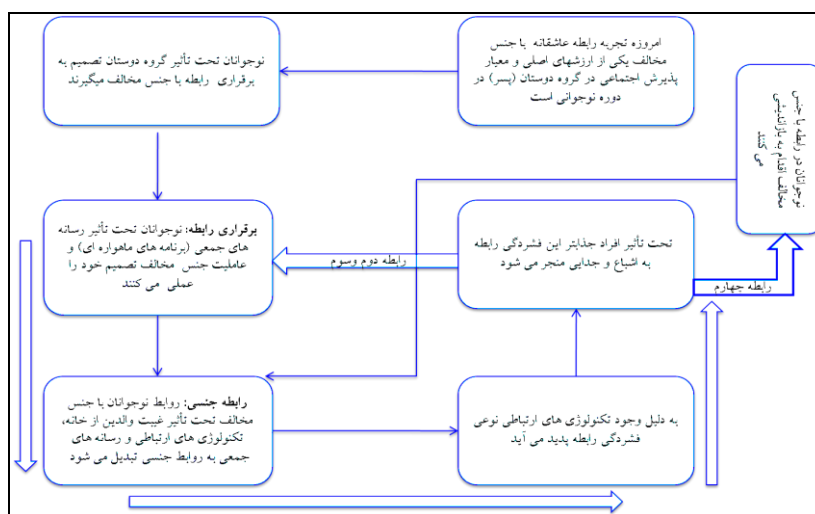 امروزه تجربه رابطه عاشقانه با جنس
مخالف یکی از ارزشهای اصلی و معیار
پذیرش اجتماعی در گروه دوستان (پسر) در
دوره نوجوانی است
نوجوانان تحت تأثیر گروه دوستان تصمیم به
برقراری رابطه با جنس مخالف میگیرند
برقراری رابطه: نوجوانان تحت تأثیر رسانه
های جمعی (برنامه های ماهواره ای) و
عاملیت جنس مخالف تصمیم خود را
عملی می کنند
رابطه جنسی: روابط نوجوانان با جنس
مخالف تحت تأثیر غیبت والدین از خانه،
تکنولوژی های ارتباطی و رسانه های
جمعی به روابط جنسی تبدیل می شود
به دلیل وجود تکنولوژی های ارتباطی نوعی
فشردگی رابطه پدید می آید
تحت تأثیر افراد جذابتر این فشردگی رابطه
به اشباع و جدایی منجر می شود
رابطه دوم وسوم
رابطه چهارم
نوجوانان در رابطه با جنس
مخالف اقدام به بازاندیشی
می کنند